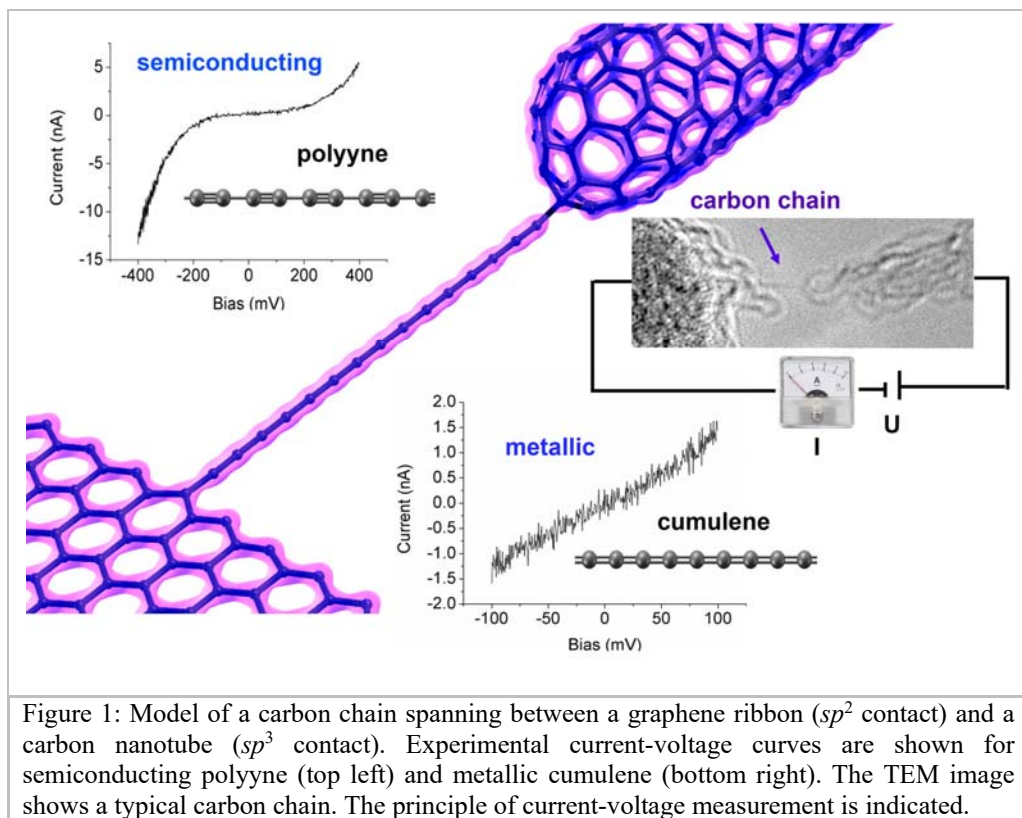 semiconducting
Current (nA)
5
0
-5
-10
-15
polyyne
-400 -200 0 200 400
Bias (mV)
carbon chain
A
I
U
metallic
Current (nA)
2.0
1.5
1.0
0.5
0.0
-0.5
-1.0
-1.5
-2.0
cumulene
-100 -50 0 50 100
Bias (mV)
Figure 1: Model of a carbon chain spanning between a graphene ribbon (sp² contact) and a
carbon nanotube (sp³ contact). Experimental current-voltage curves are shown for
semiconducting polyyne (top left) and metallic cumulene (bottom right). The TEM image
shows a typical carbon chain. The principle of current-voltage measurement is indicated.